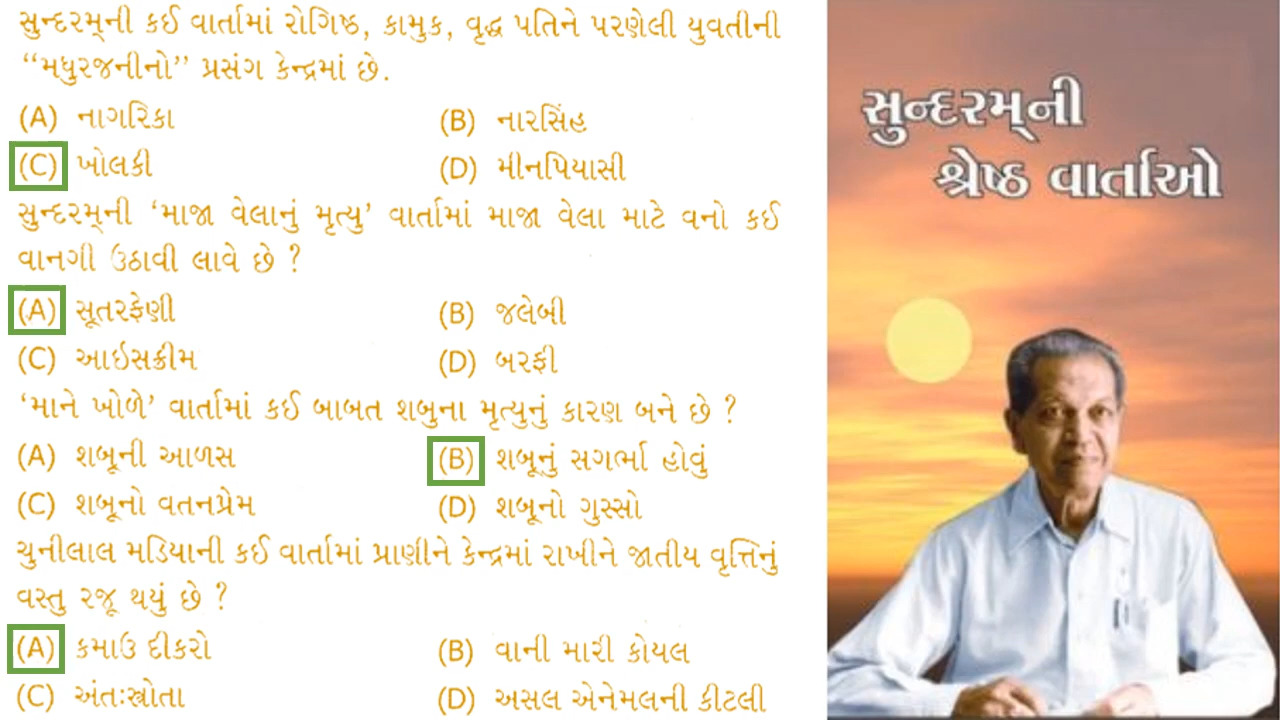 સુન્દરમ્‌ની કઈ વાર્તામાં રોગિષ્ઠ, કામુક, વૃદ્ધ પતિને પરણેલી યુવતીની
“મધુરજનીનો” પ્રસંગ કેન્દ્રમાં છે.
(A) નાગરિકા (B) નારસિંહ
(C) ખોલકી (D) મીનપિયાસી
સુન્દરમ્‌ની ‘માજા વેલાનું મૃત્યુ’ વાર્તામાં માજા વેલા માટે વનો કઈ
વાનગી ઉઠાવી લાવે છે ?
(A) સૂતરફેણી (B) જલેબી
(C) આઇસક્રીમ (D) બરફી
‘માને ખોળે’ વાર્તામાં કઈ બાબત શબુના મૃત્યુનું કારણ બને છે ?
(A) શબૂની આળસ (B) શબૂનું સગર્ભા હોવું
(C) શબૂનો વતનપ્રેમ (D) શબૂનો ગુસ્સો
ચુનીલાલ મડિયાની કઈ વાર્તામાં પ્રાણીને કેન્દ્રમાં રાખીને જાતીય વૃત્તિનું
વસ્તુ રજૂ થયું છે ?
(A) કમાઉ દીકરો (B) વાની મારી કોયલ
(C) અંતઃસ્ત્રોતા (D) અસલ એનેમલની કીટલી
સુન્દરમ્‌ની
શ્રેષ્ઠ વાર્તાઓ